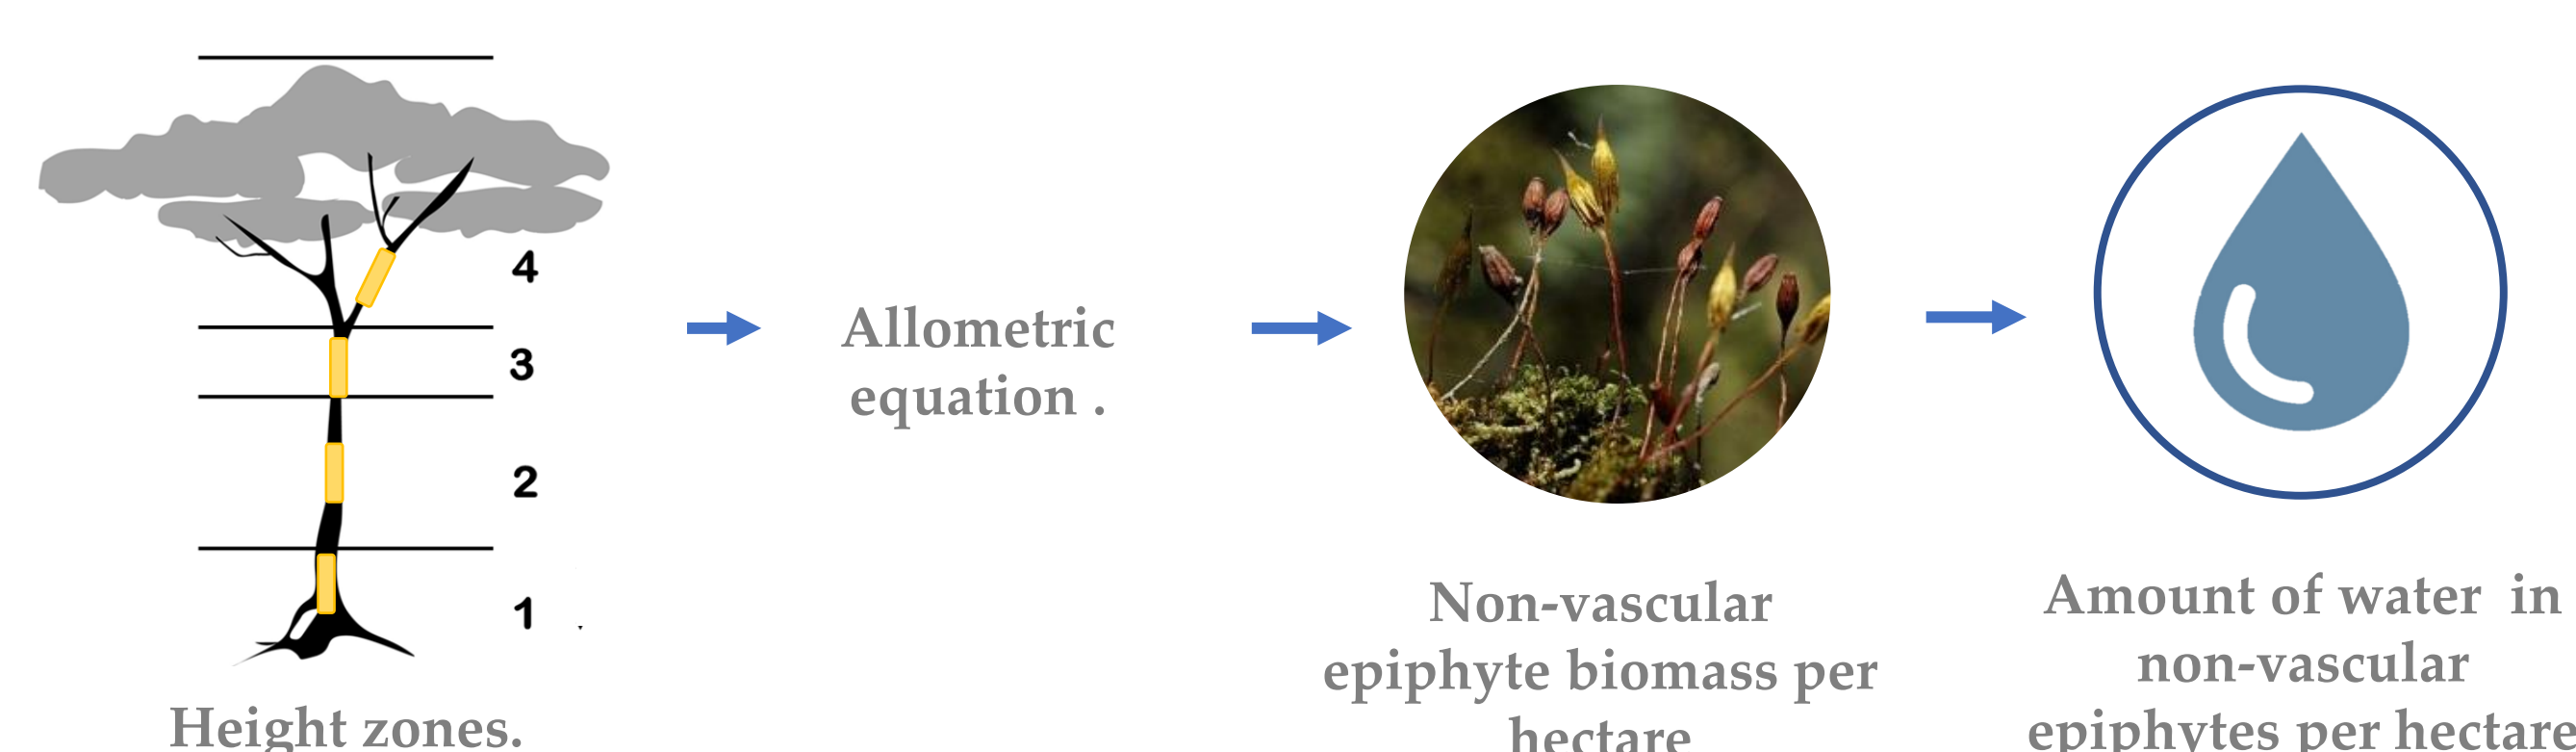 4
3
2
1
Height zones.
Allometric
equation .
Non-vascular
epiphyte biomass per
hectare
Amount of water in
non-vascular
epiphytes per hectare